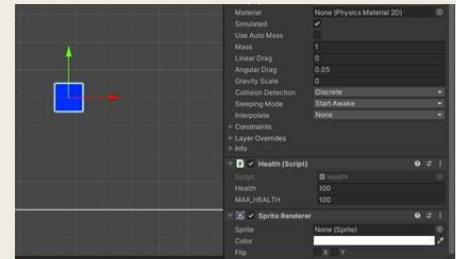 Material None (Physics Material 2D)
Simulated
Use Auto Mass
Mass 1
Linear Drag 0
Angular Drag 0.05
Gravity Scale 0
Collision Detection Discrete
Sleeping Mode Start Awake
Interpolate None
Constraints
Layer Overrides
Info
Health (Script)
Script Health
Health 100
MAX_HEALTH 100
Sprite Renderer
Sprite None (Sprite)
Color
Flip X Y